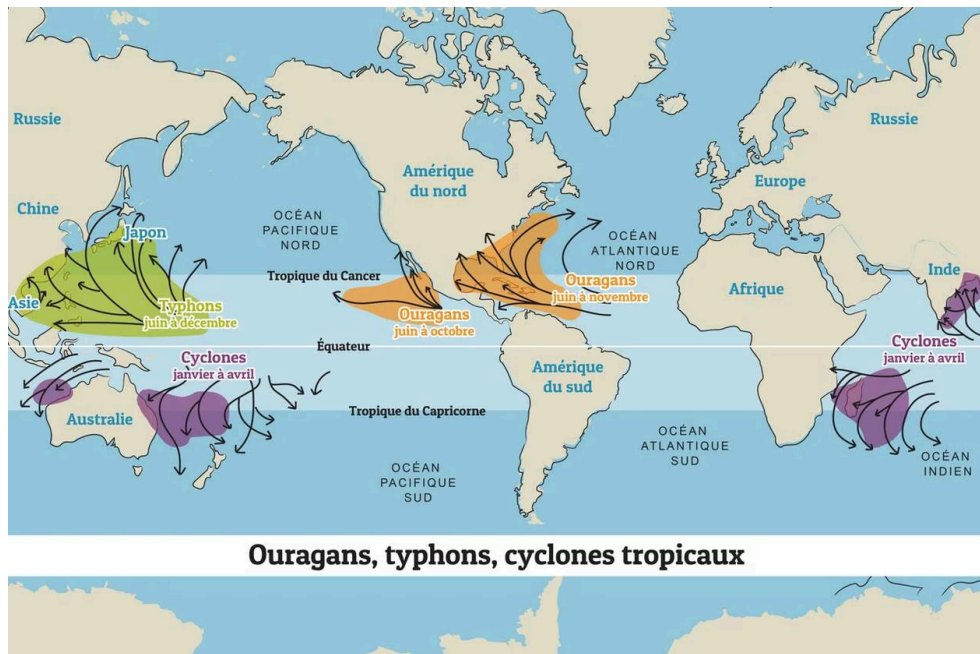 Russie
Chine
Japon
Asie
Typhons
juin à décembre
Cyclones
janvier à avril
Australie
OCÉAN
PACIFIQUE
NORD
Tropique du Cancer
Équateur
Tropique du Capricorne
OCÉAN
PACIFIQUE
SUD
Amérique
du nord
Ouragans
juin à octobre
Ouragans
juin à novembre
OCÉAN
ATLANTIQUE
NORD
Amérique
du sud
OCÉAN
ATLANTIQUE
SUD
Europe
Afrique
Russie
Inde
Cyclones
janvier à avril
OCÉAN
INDIEN
Ouragans, typhons, cyclones tropicaux